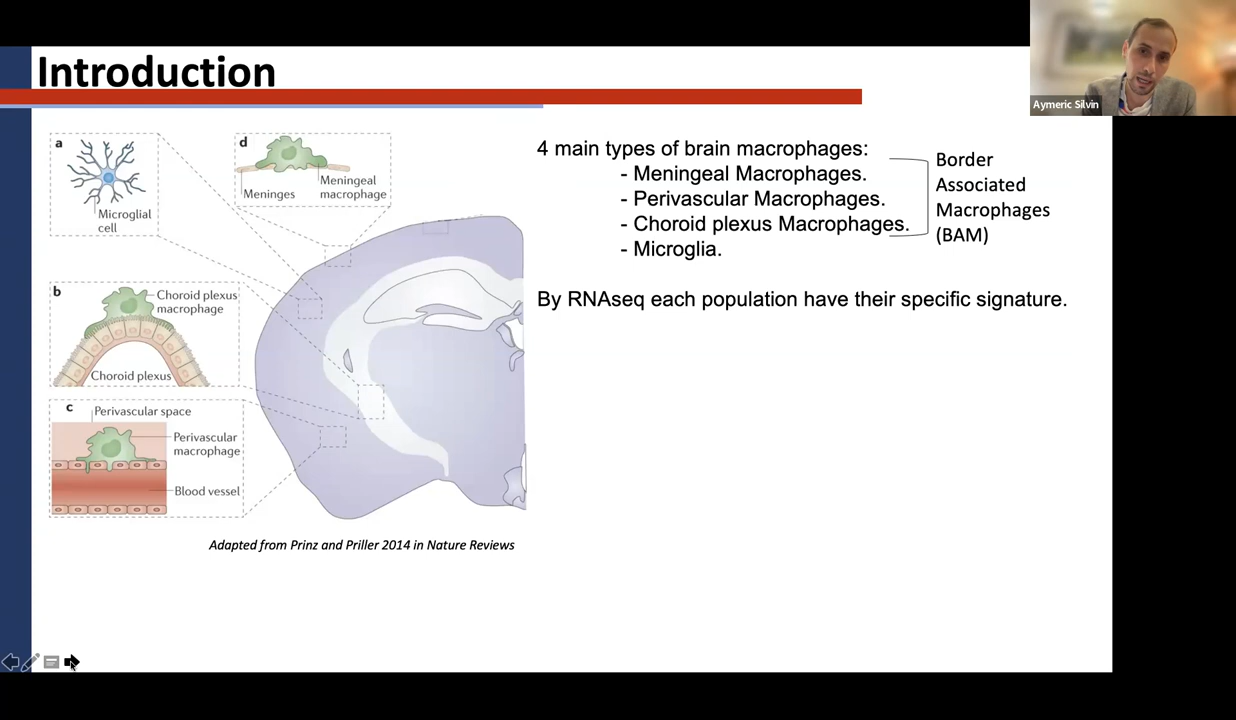 Introduction
Aymeric Silvin
a
Microglial
cell
d
Meninges
Meningeal
macrophage
b
Choroid plexus
macrophage
Choroid plexus
c
Perivascular space
Perivascular
macrophage
Blood vessel
Adapted from Prinz and Priller 2014 in Nature Reviews
4 main types of brain macrophages:
- Meningeal Macrophages.
- Perivascular Macrophages.
- Choroid plexus Macrophages.
- Microglia.
Border
Associated
Macrophages
(BAM)
By RNAseq each population have their specific signature.